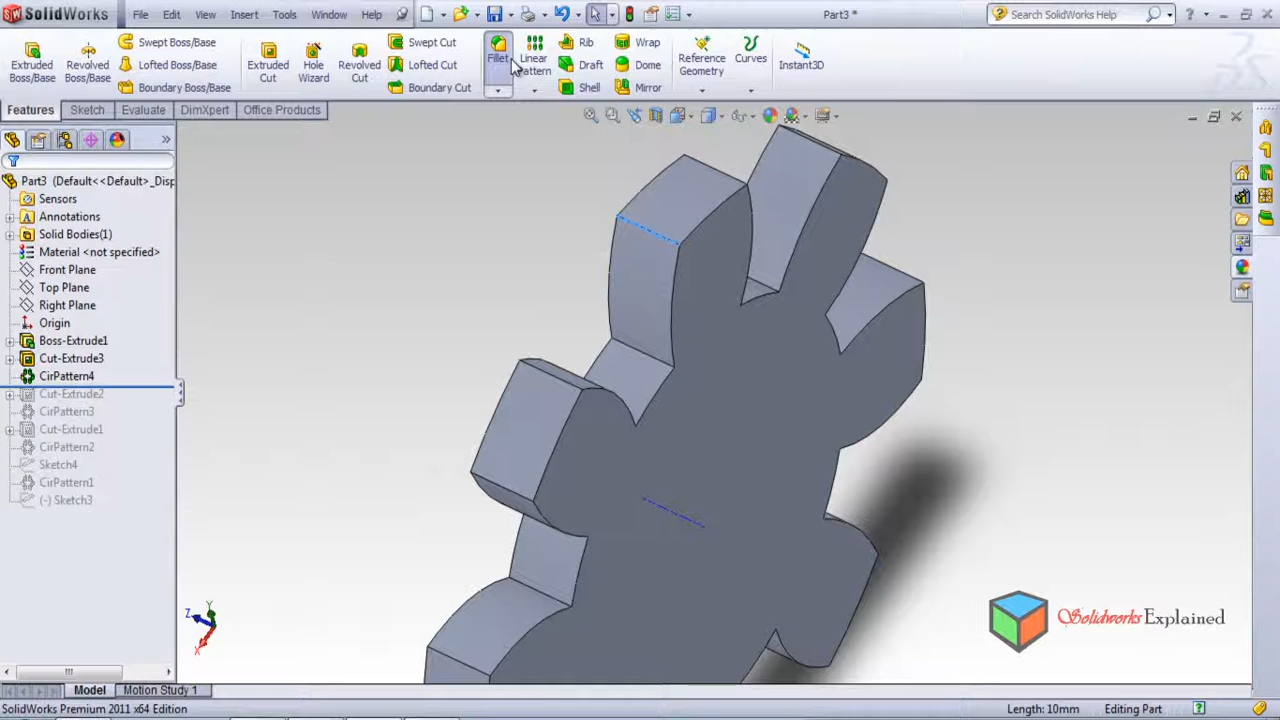 SolidWorks File Edit View Insert Tools Window Help Part3 * Search SolidWorks Help
Extruded Boss/Base
Revolved Boss/Base
Swept Boss/Base
Lofted Boss/Base
Boundary Boss/Base
Extruded Cut
Hole Wizard
Revolved Cut
Swept Cut
Lofted Cut
Boundary Cut
Fillet
Linear Pattern
Rib
Draft
Shell
Wrap
Dome
Mirror
Reference Geometry
Curves
Instant3D
Features Sketch Evaluate DimXpert Office Products
Part3 (Default<<Default>_Disp
Sensors
Annotations
Solid Bodies(1)
Material <not specified>
Front Plane
Top Plane
Right Plane
Origin
Boss-Extrude1
Cut-Extrude3
CirPattern4
Cut-Extrude2
CirPattern3
Cut-Extrude1
CirPattern2
Sketch4
CirPattern1
(-) Sketch3
Y
Z
X
Solidworks Explained
Model Motion Study 1
SolidWorks Premium 2011 x64 Edition Length: 10mm Editing Part